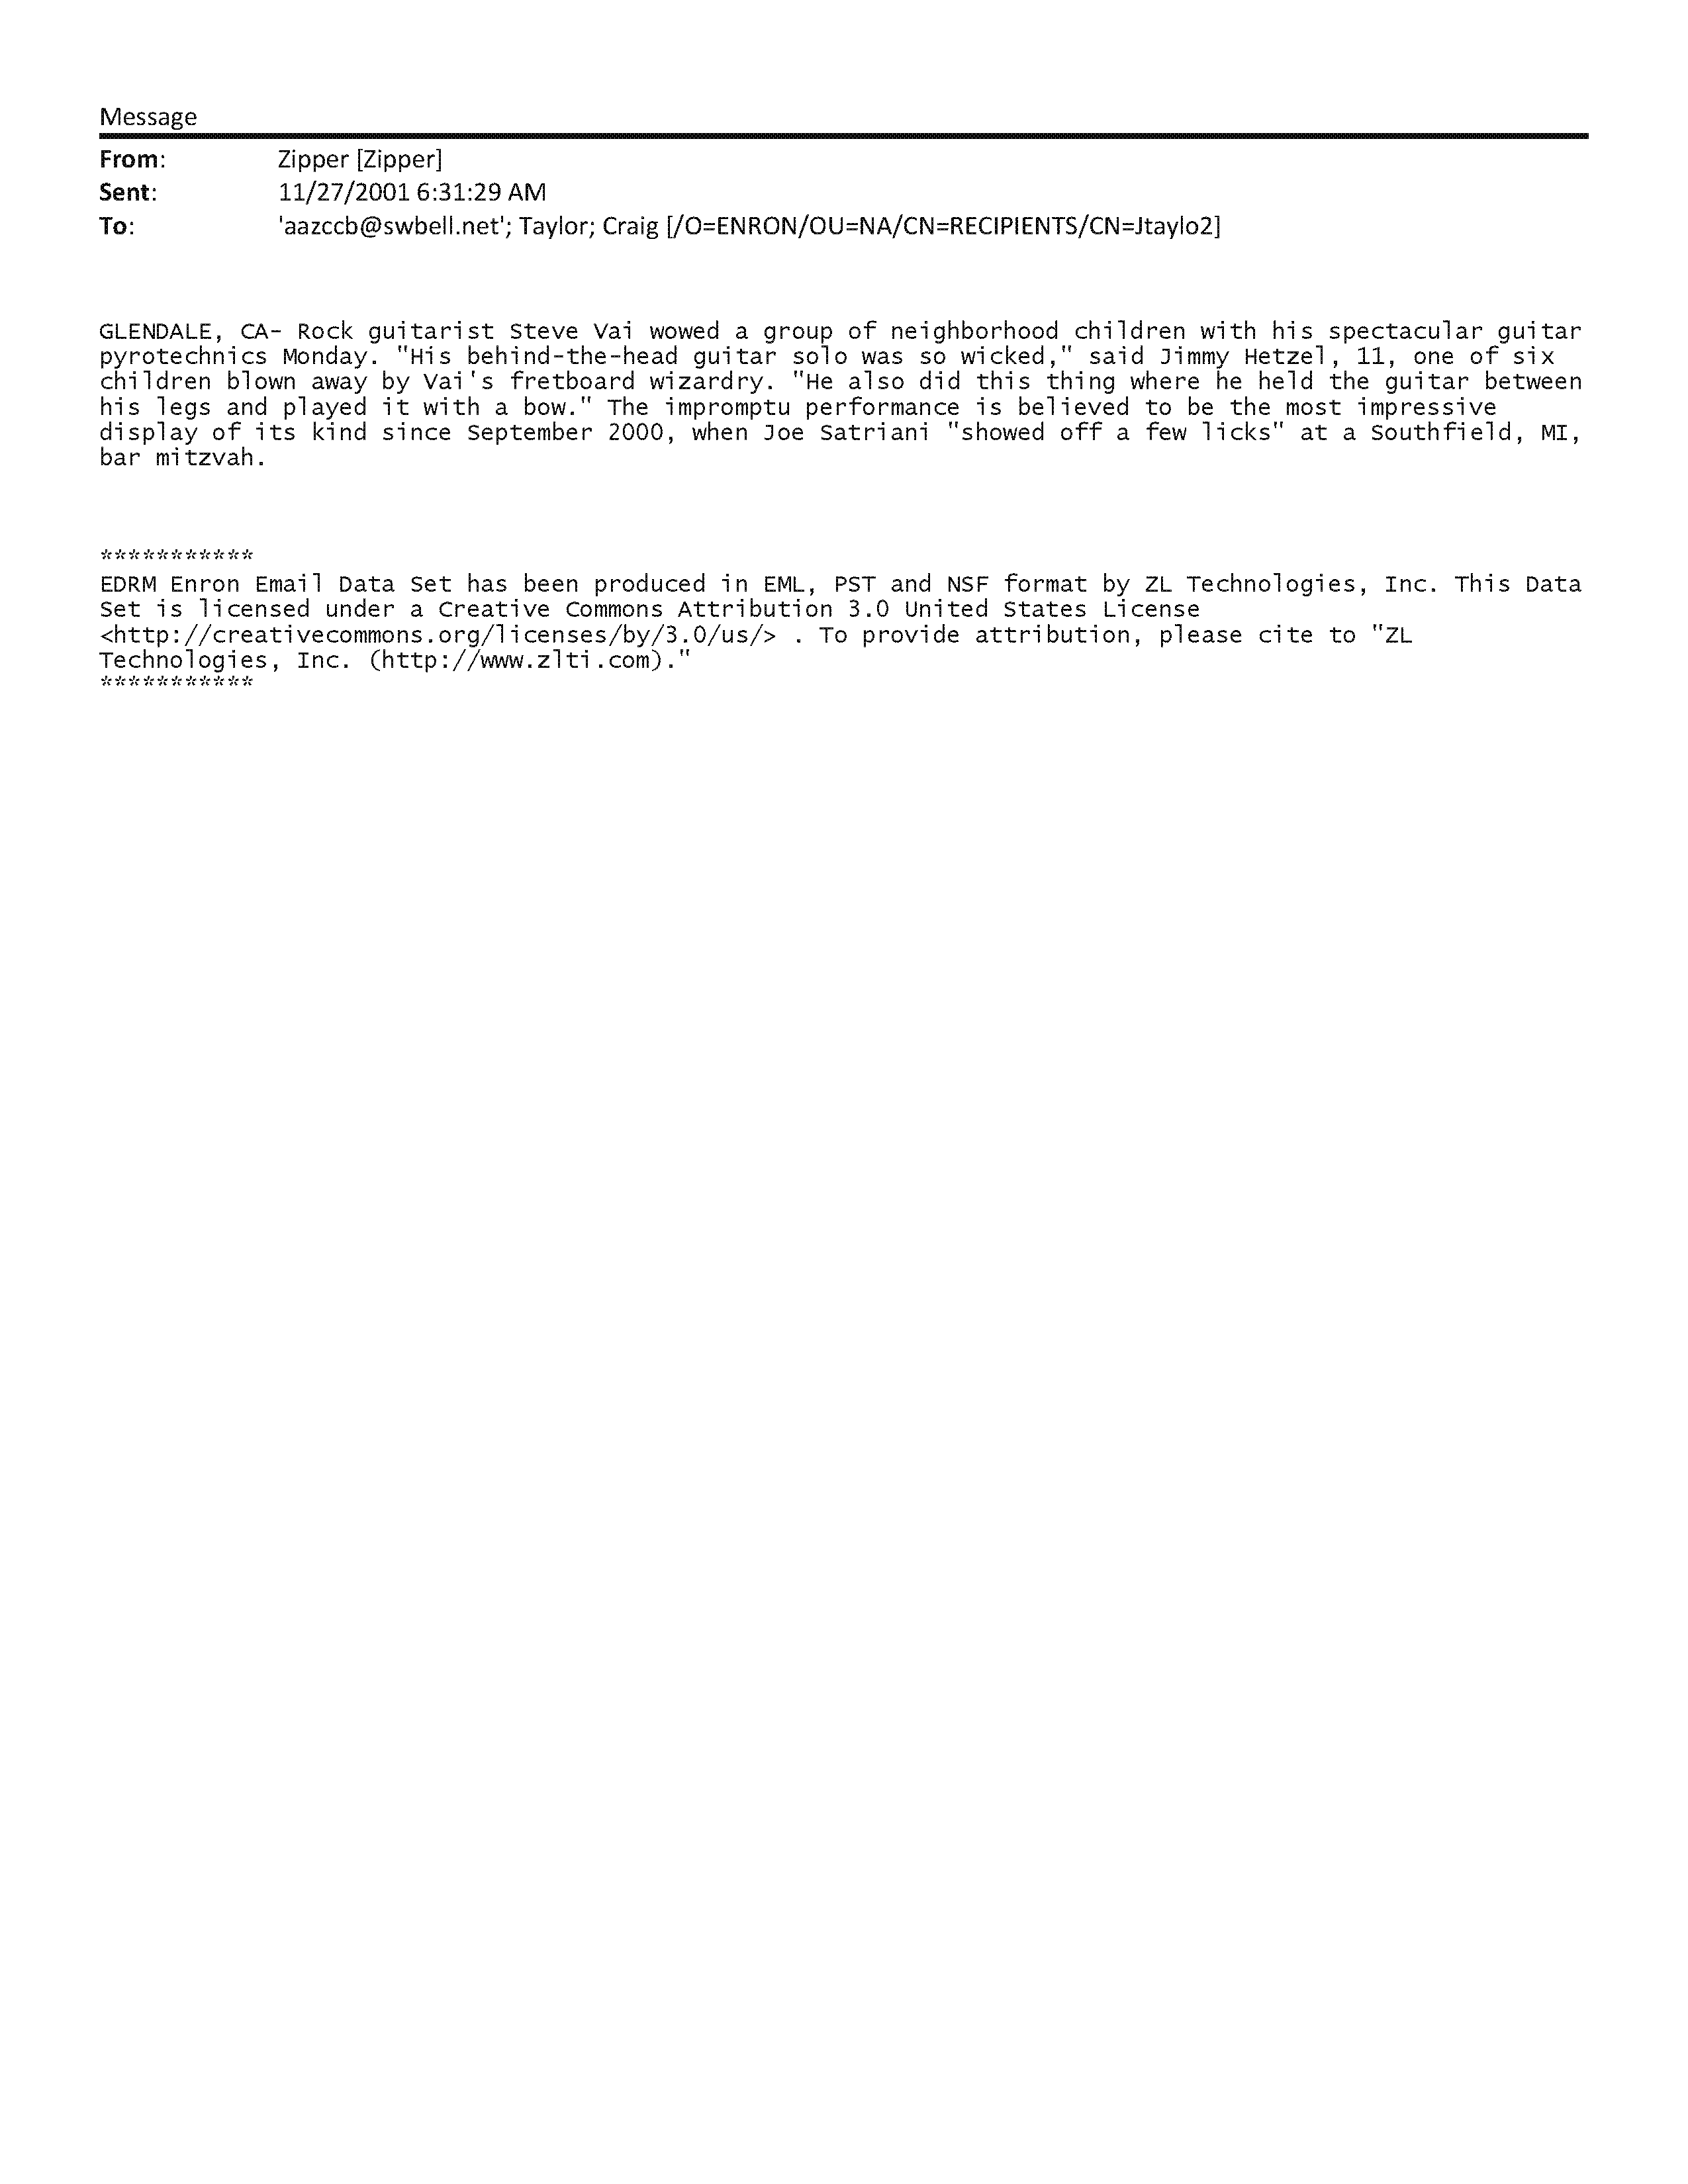 Message
From: Zipper [Zipper]
Sent: 11/27/2001 6:31:29 AM
To: 'aazccb@swbell.net'; Taylor; Craig [/O=ENRON/OU=NA/CN=RECIPIENTS/CN=Jtaylo2]
GLENDALE, CA- Rock guitarist Steve Vai wowed a group of neighborhood children with his spectacular guitar
pyrotechnics Monday. "His behind-the-head guitar solo was so wicked," said Jimmy Hetzel, 11, one of six
children blown away by Vai's fretboard wizardry. "He also did this thing where he held the guitar between
his legs and played it with a bow." The impromptu performance is believed to be the most impressive
display of its kind since September 2000, when Joe Satriani "showed off a few licks" at a Southfield, MI,
bar mitzvah.
***********
EDRM Enron Email Data Set has been produced in EML, PST and NSF format by ZL Technologies, Inc. This Data
Set is licensed under a Creative Commons Attribution 3.0 United States License
<http://creativecommons.org/licenses/by/3.0/us/> . To provide attribution, please cite to "ZL
Technologies, Inc. (http://www.zlti.com)."
***********